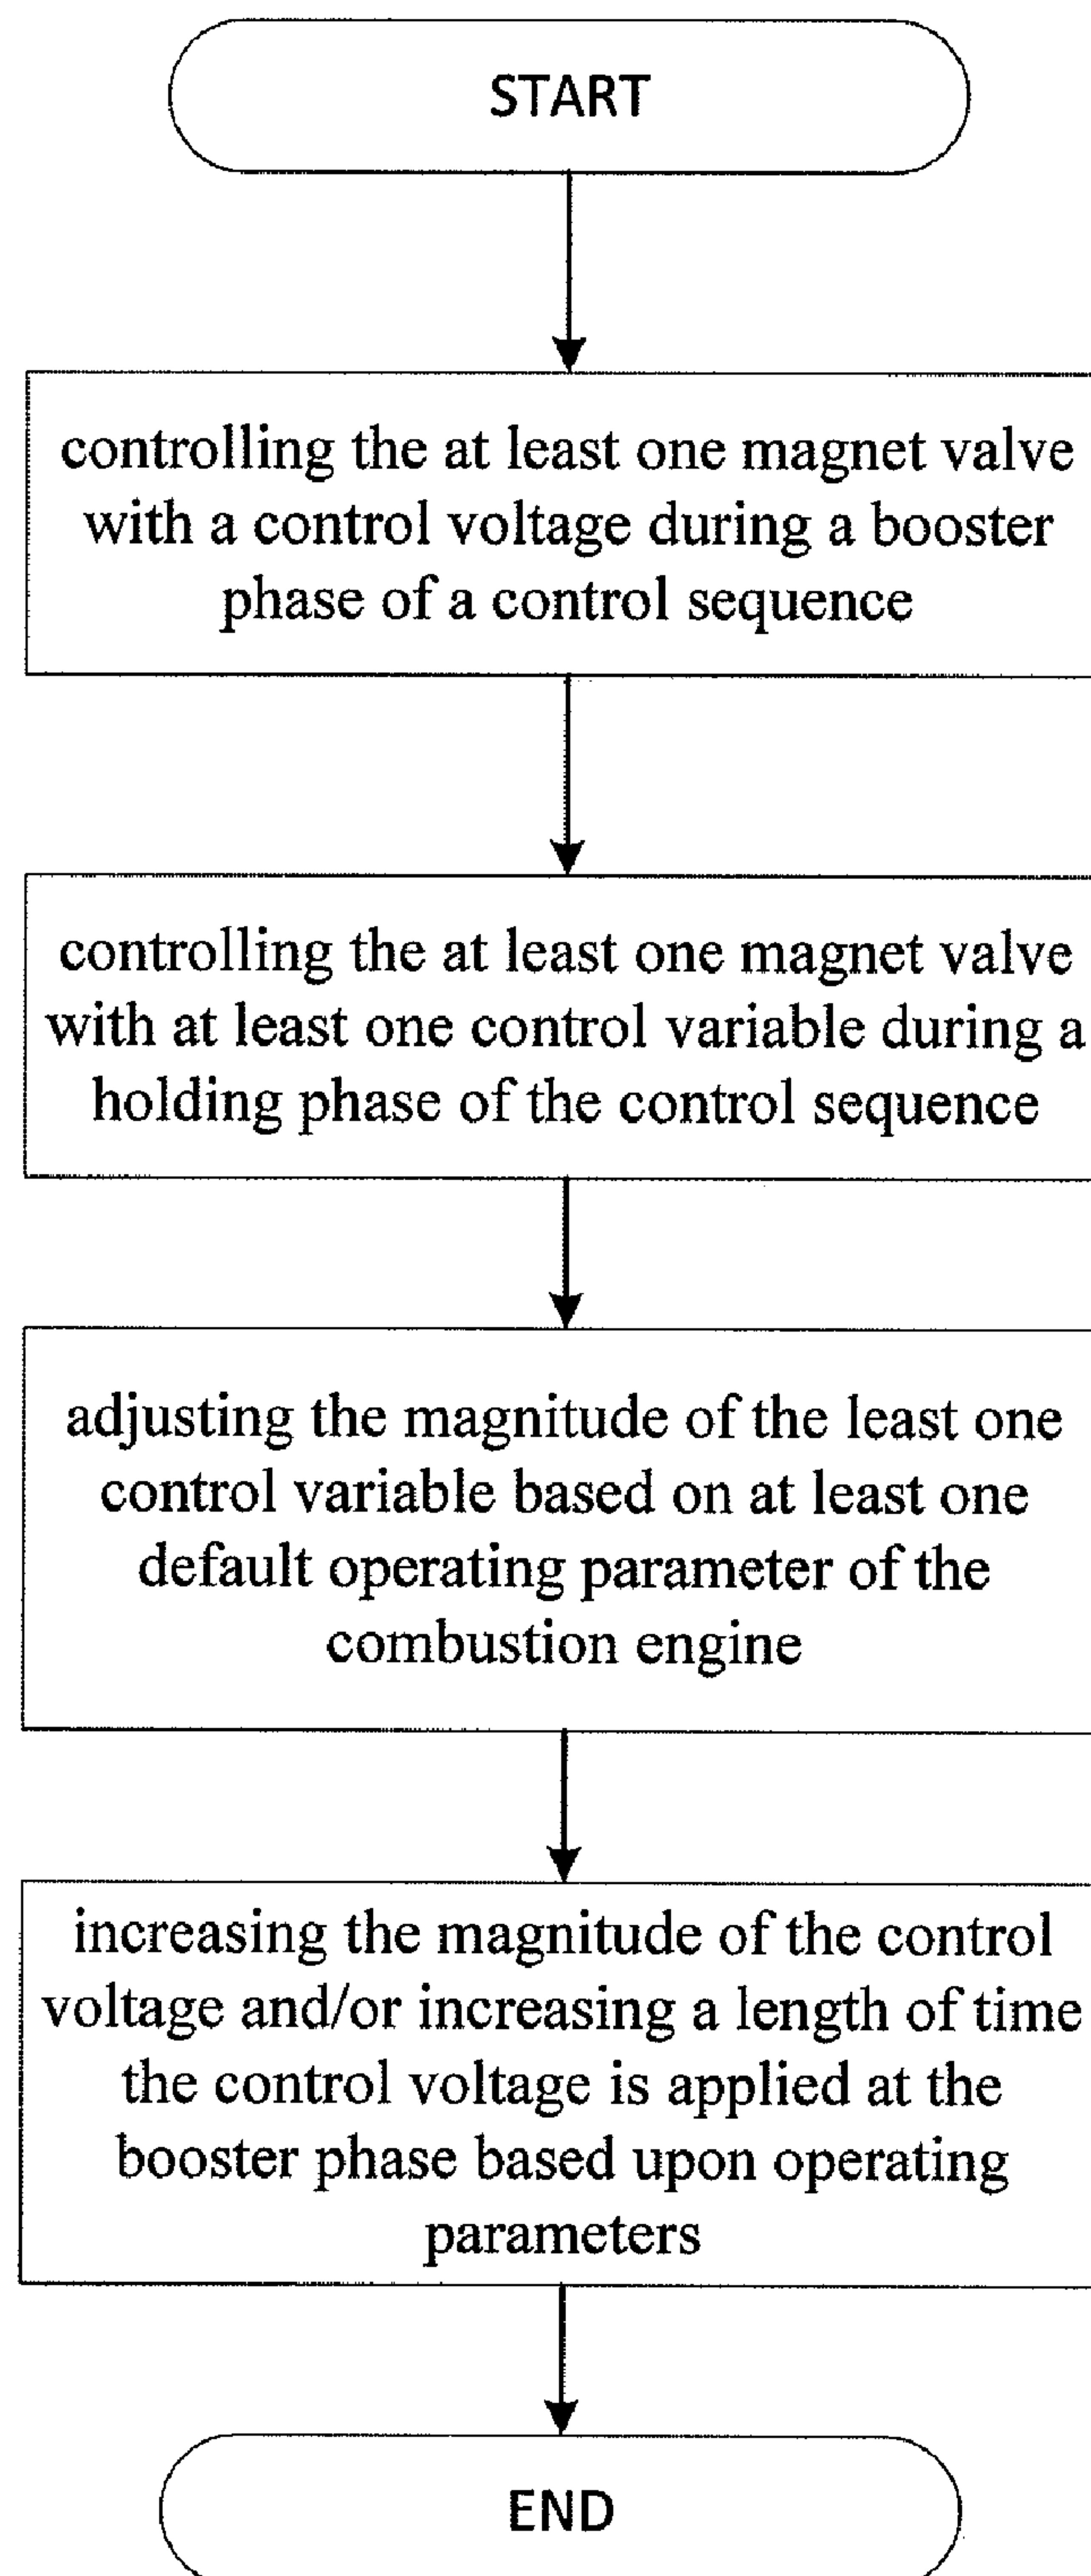 START
controlling the at least one magnet valve
with a control voltage during a booster
phase of a control sequence
controlling the at least one magnet valve
with at least one control variable during a
holding phase of the control sequence
adjusting the magnitude of the least one
control variable based on at least one
default operating parameter of the
combustion engine
increasing the magnitude of the control
voltage and/or increasing a length of time
the control voltage is applied at the
booster phase based upon operating
parameters
END